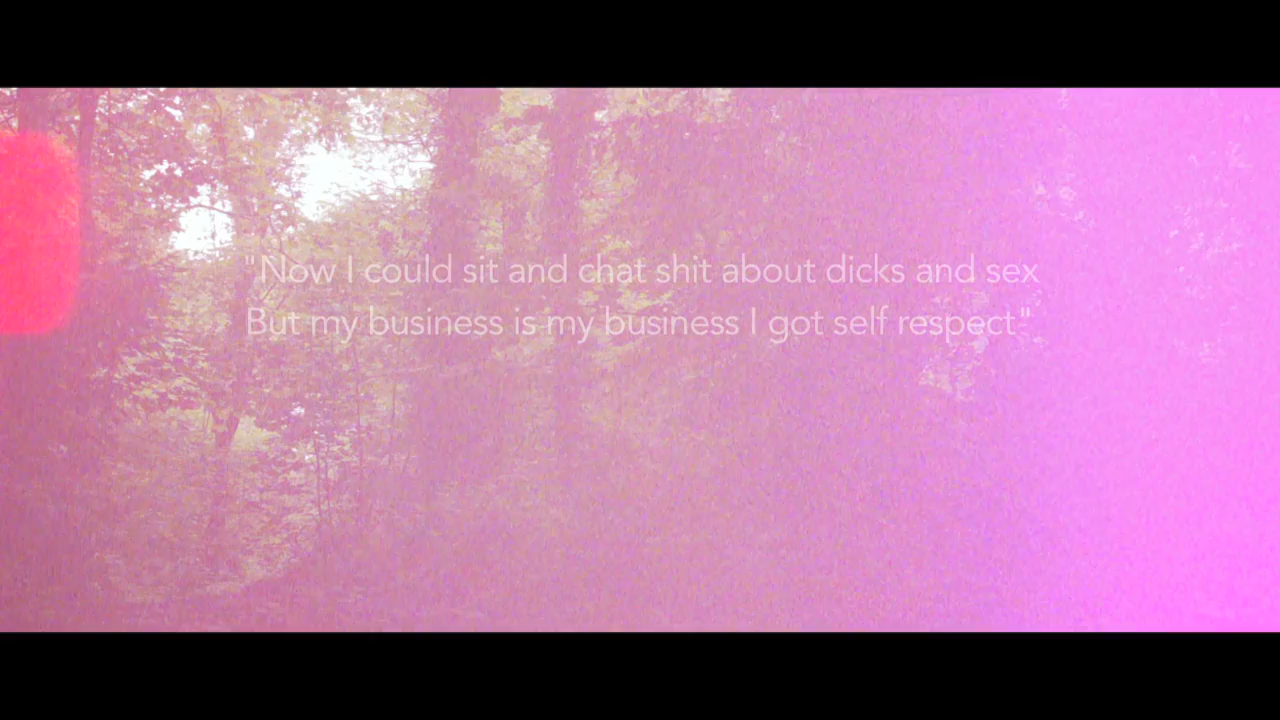 "Now I could sit and chat shit about dicks and sex
But my business is my business I got self respect"